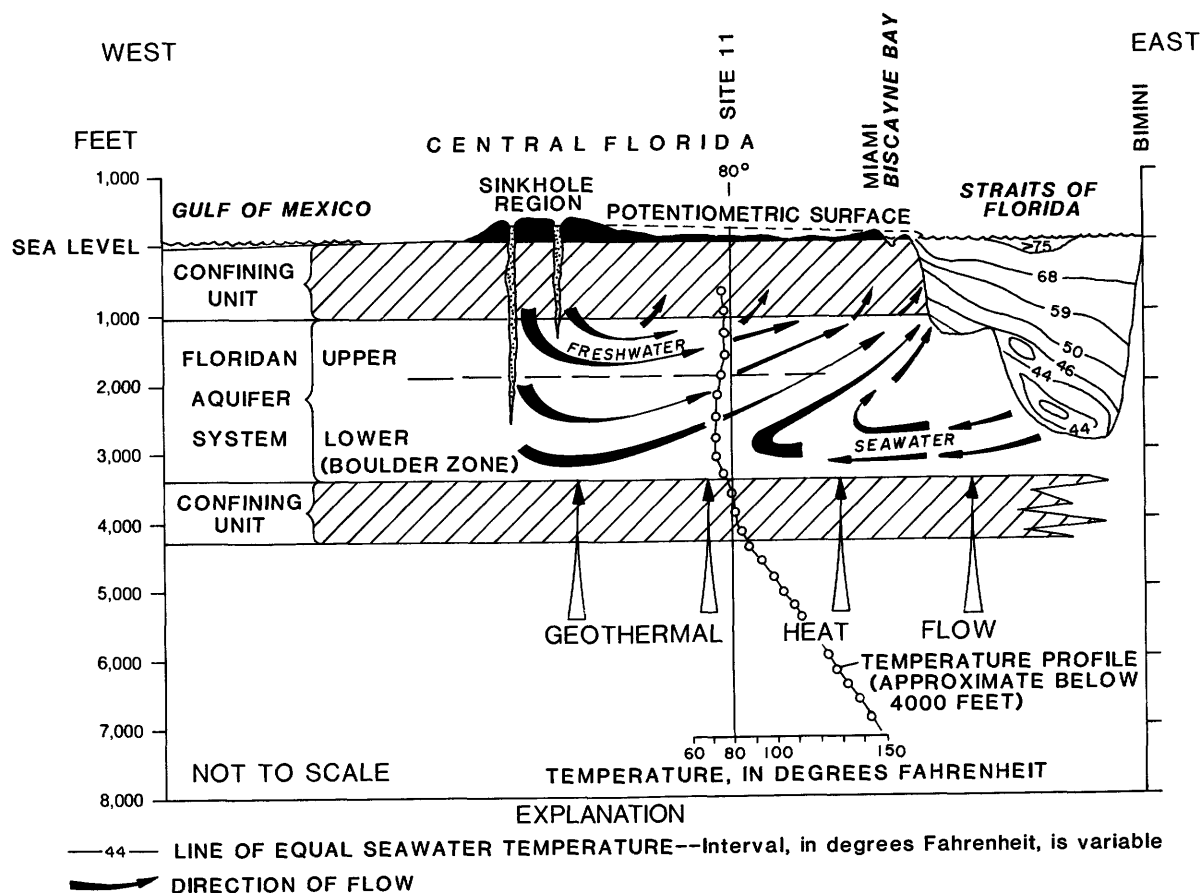 WEST
EAST
SITE 11
MIAMI
BISCAYNE BAY
BIMINI
FEET
CENTRAL FLORIDA
80°
1,000
SINKHOLE
REGION
GULF OF MEXICO
POTENTIOMETRIC SURFACE
STRAITS OF
FLORIDA
SEA LEVEL
>75
CONFINING
UNIT
68
59
1,000
FRESHWATER
50
46
44
FLORIDAN
UPPER
2,000
AQUIFER
44
SYSTEM
LOWER
(BOULDER ZONE)
SEAWATER
3,000
CONFINING
UNIT
4,000
5,000
GEOTHERMAL HEAT FLOW
6,000
TEMPERATURE PROFILE
(APPROXIMATE BELOW
4000 FEET)
7,000
60 80 100 150
NOT TO SCALE
TEMPERATURE, IN DEGREES FAHRENHEIT
8,000
EXPLANATION
—44— LINE OF EQUAL SEAWATER TEMPERATURE--Interval, in degrees Fahrenheit, is variable
DIRECTION OF FLOW